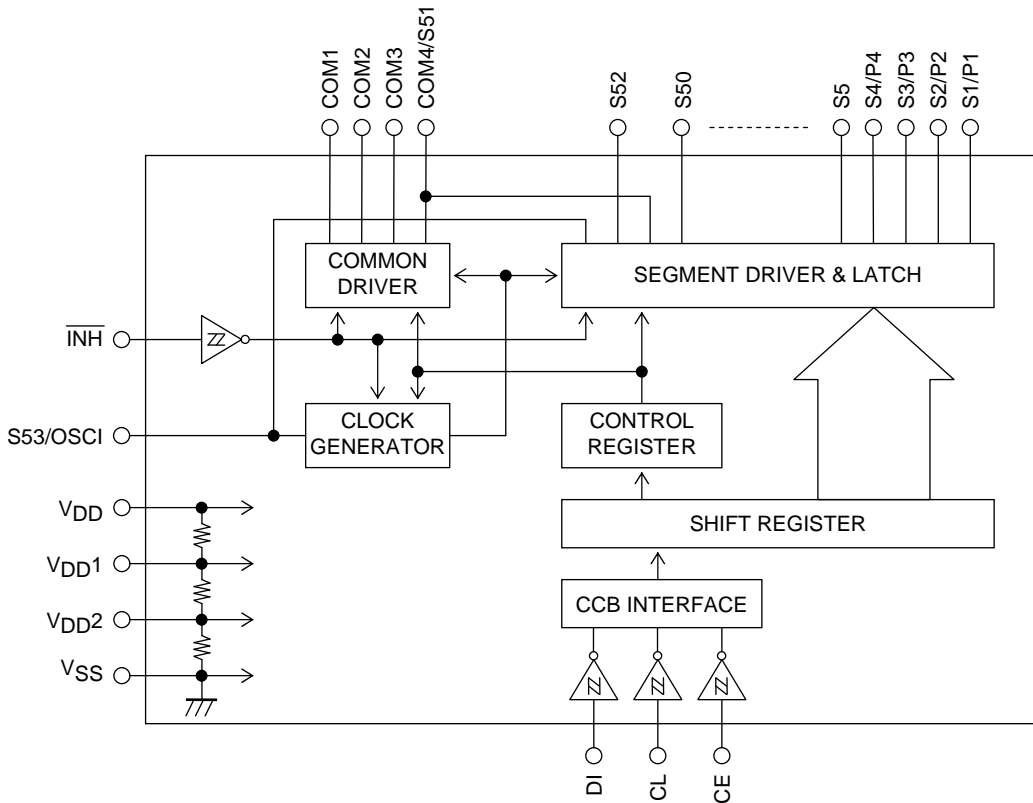 COM1
COM2
COM3
COM4/S51
S52
S50
S5
S4/P4
S3/P3
S2/P2
S1/P1
COMMON
DRIVER
SEGMENT DRIVER & LATCH
INH
CLOCK
GENERATOR
CONTROL
REGISTER
S53/OSCI
VDD
SHIFT REGISTER
VDD1
CCB INTERFACE
VDD2
VSS
DI
CL
CE